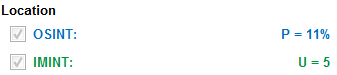 Location
OSINT: P = 11%
IMINT: U = 5